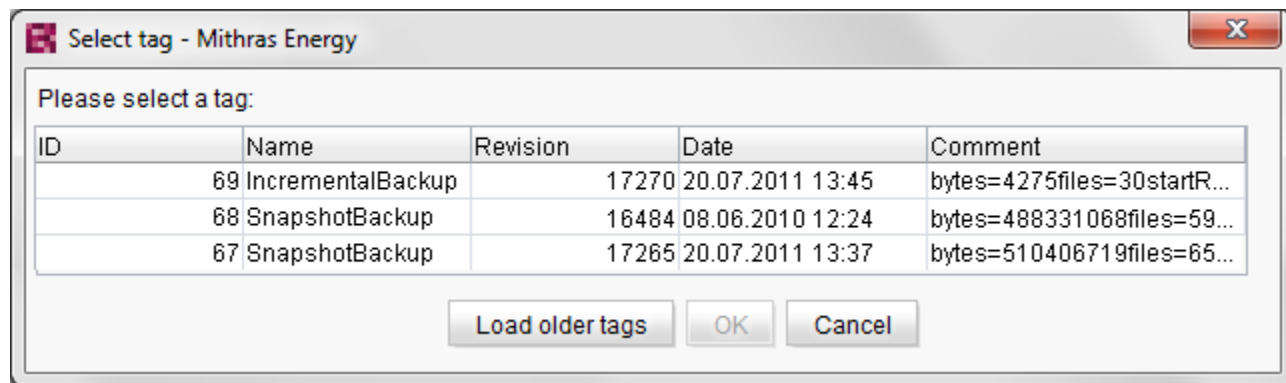 Select tag - Mithras Energy
Please select a tag:
ID Name Revision Date Comment
69 IncrementalBackup 17270 20.07.2011 13:45 bytes=4275files=30startR...
68 SnapshotBackup 16484 08.06.2010 12:24 bytes=488331068files=59...
67 SnapshotBackup 17265 20.07.2011 13:37 bytes=510406719files=65...
Load older tags OK Cancel